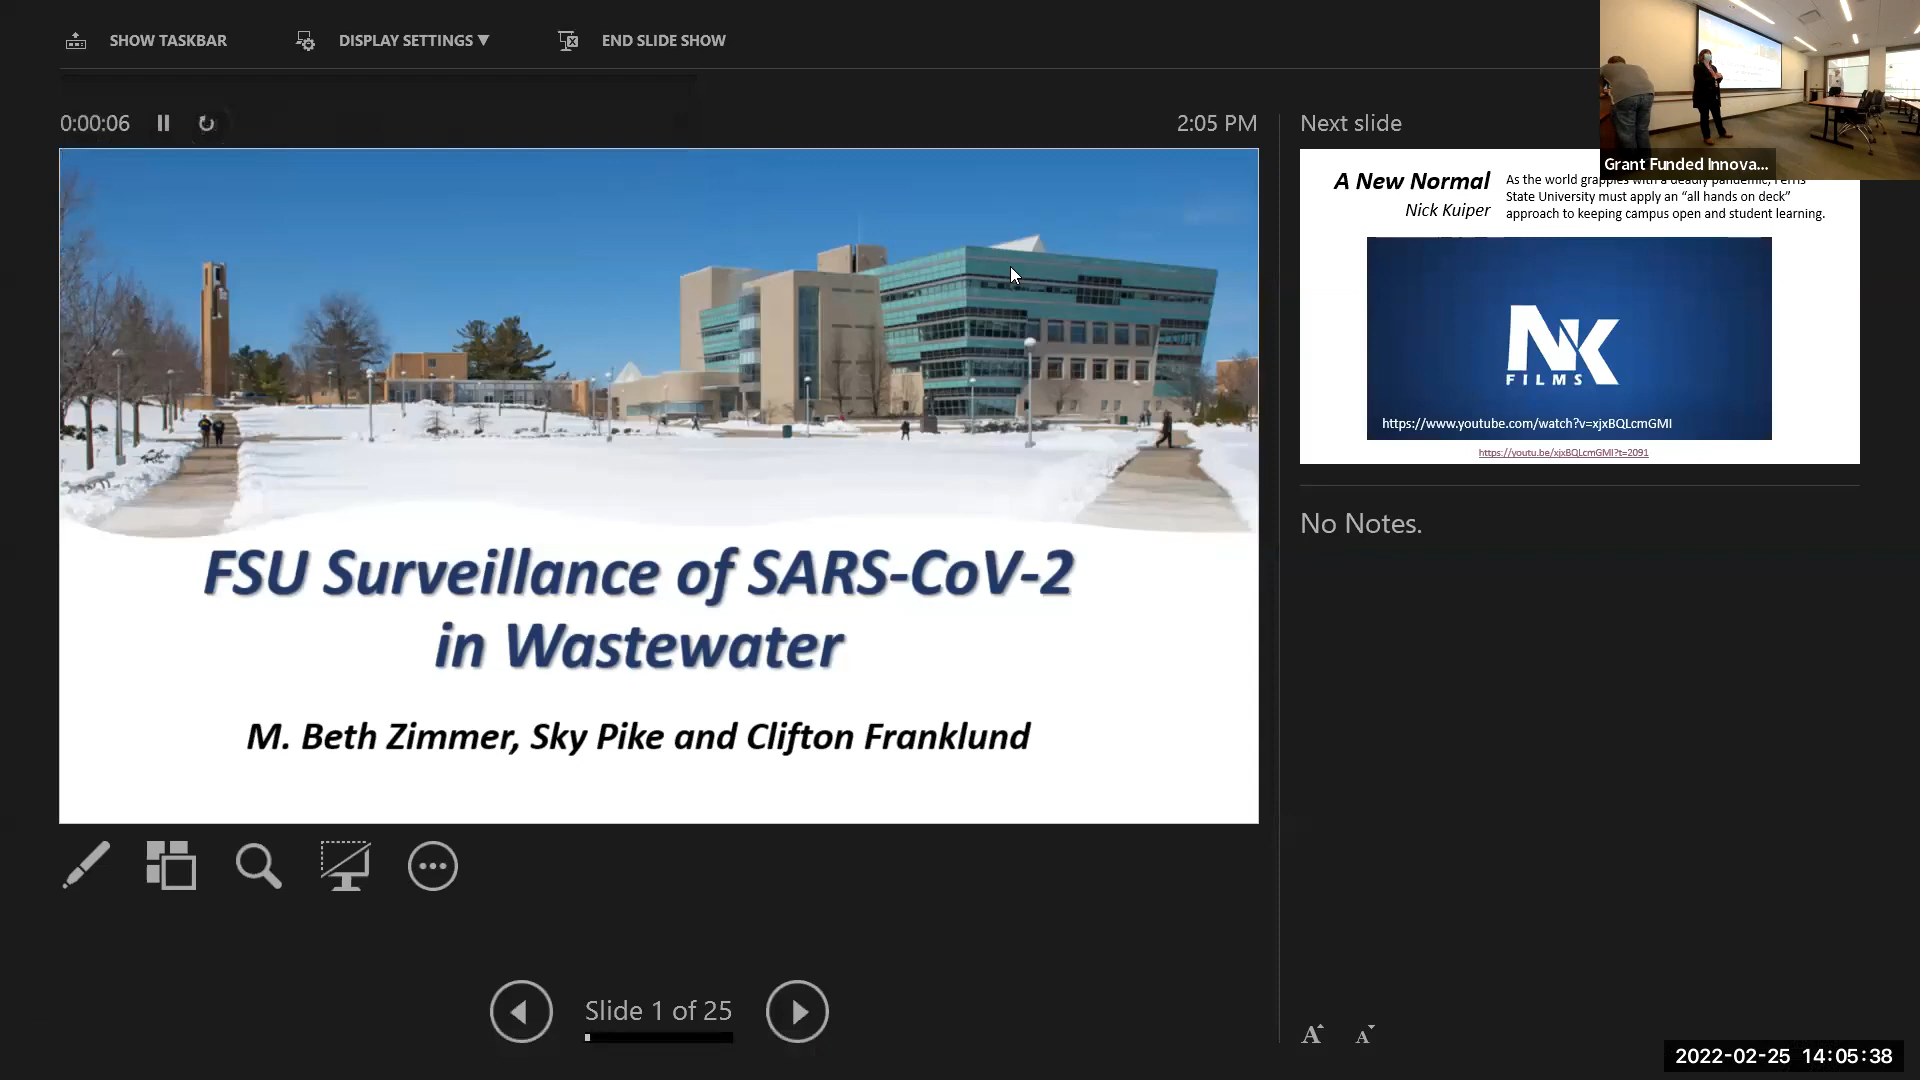 SHOW TASKBAR
DISPLAY SETTINGS ▼
END SLIDE SHOW
0:00:06
2:05 PM
Next slide
Grant Funded Innova...
FSU Surveillance of SARS-CoV-2
in Wastewater
M. Beth Zimmer, Sky Pike and Clifton Franklund
A New Normal
Nick Kuiper
As the world grapples with a deadly pandemic, Ferris
State University must apply an “all hands on deck”
approach to keeping campus open and student learning.
NK
FILMS
https://www.youtube.com/watch?v=xjxBQLcmGMI
https://youtu.be/xjxBQLcmGMI?t=2091
No Notes.
Slide 1 of 25
A A
2022-02-25 14:05:38